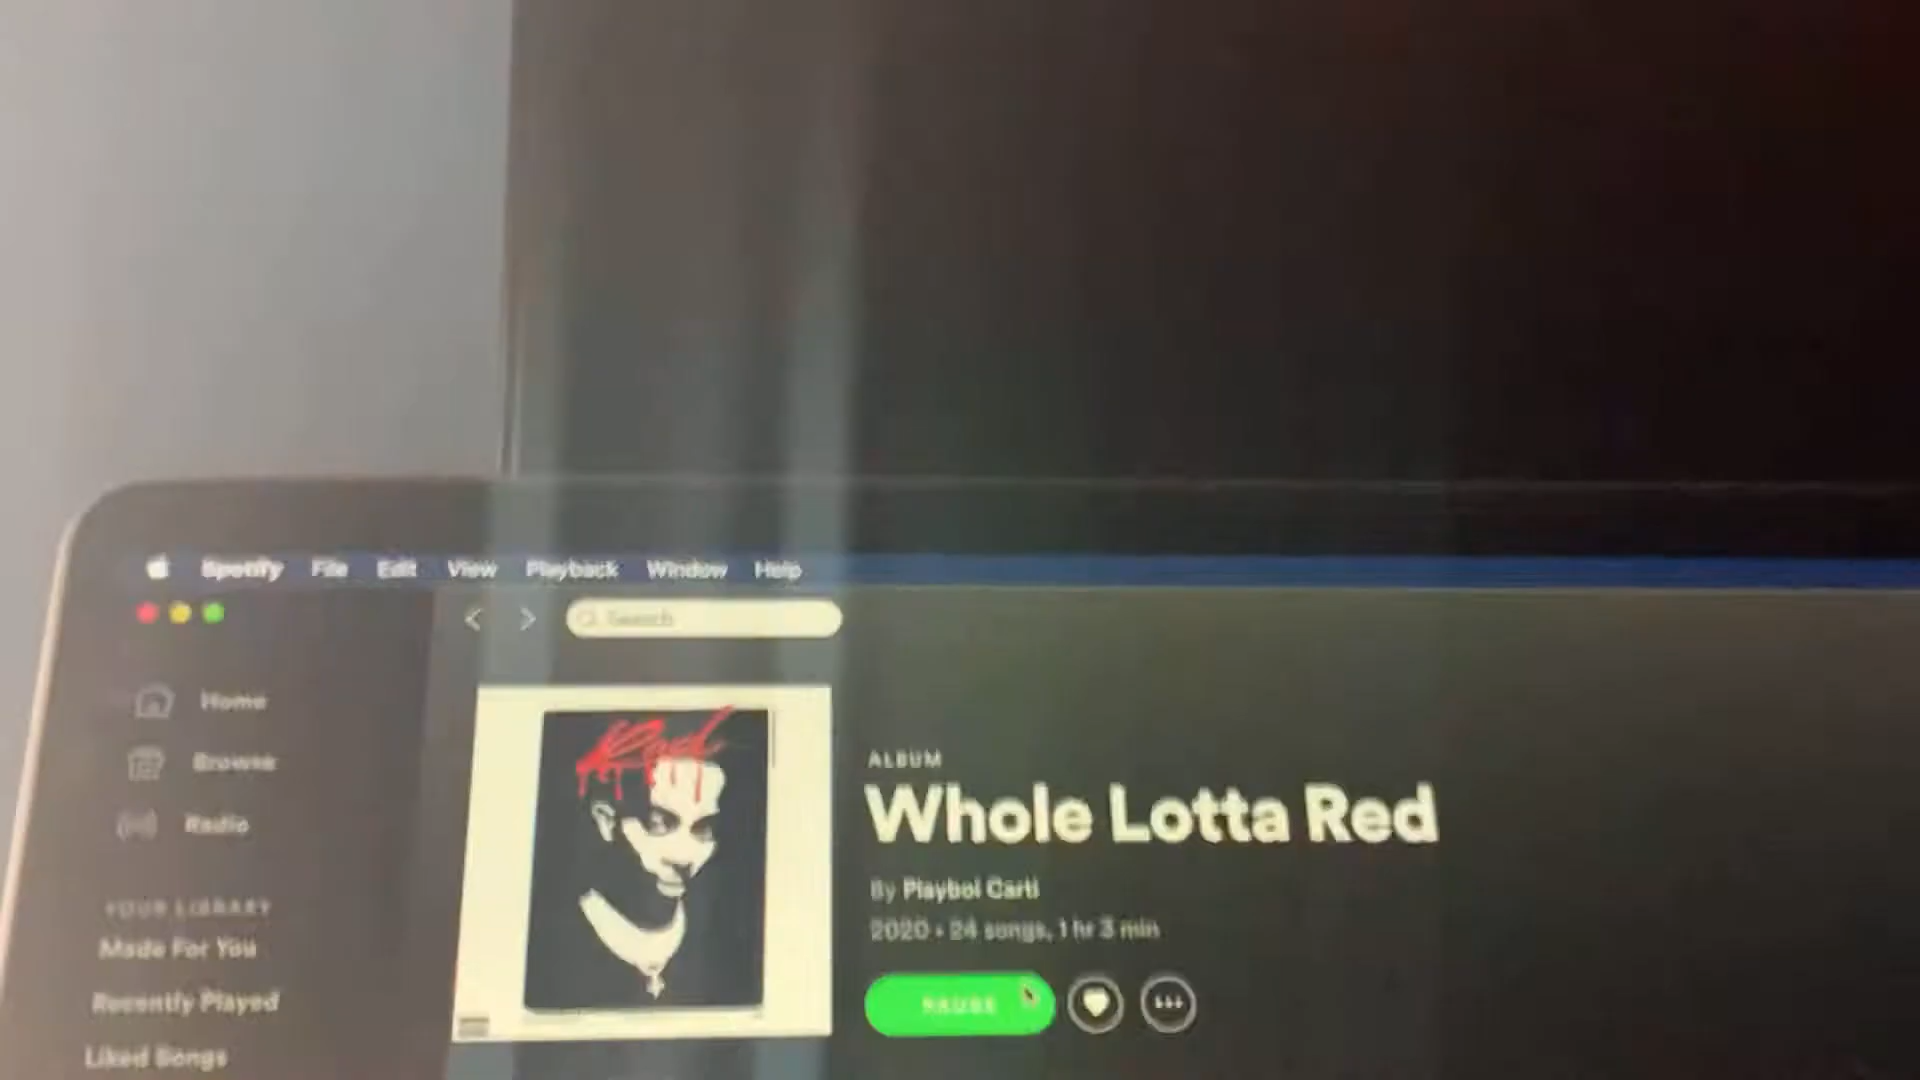 Spotify File Edit View Playback Window Help
Search
Home
Browse
Radio
YOUR LIBRARY
Made For You
Recently Played
Liked Songs
Red
ALBUM
Whole Lotta Red
By Playboi Carti
2020 • 24 songs, 1 hr 3 min
PAUSE